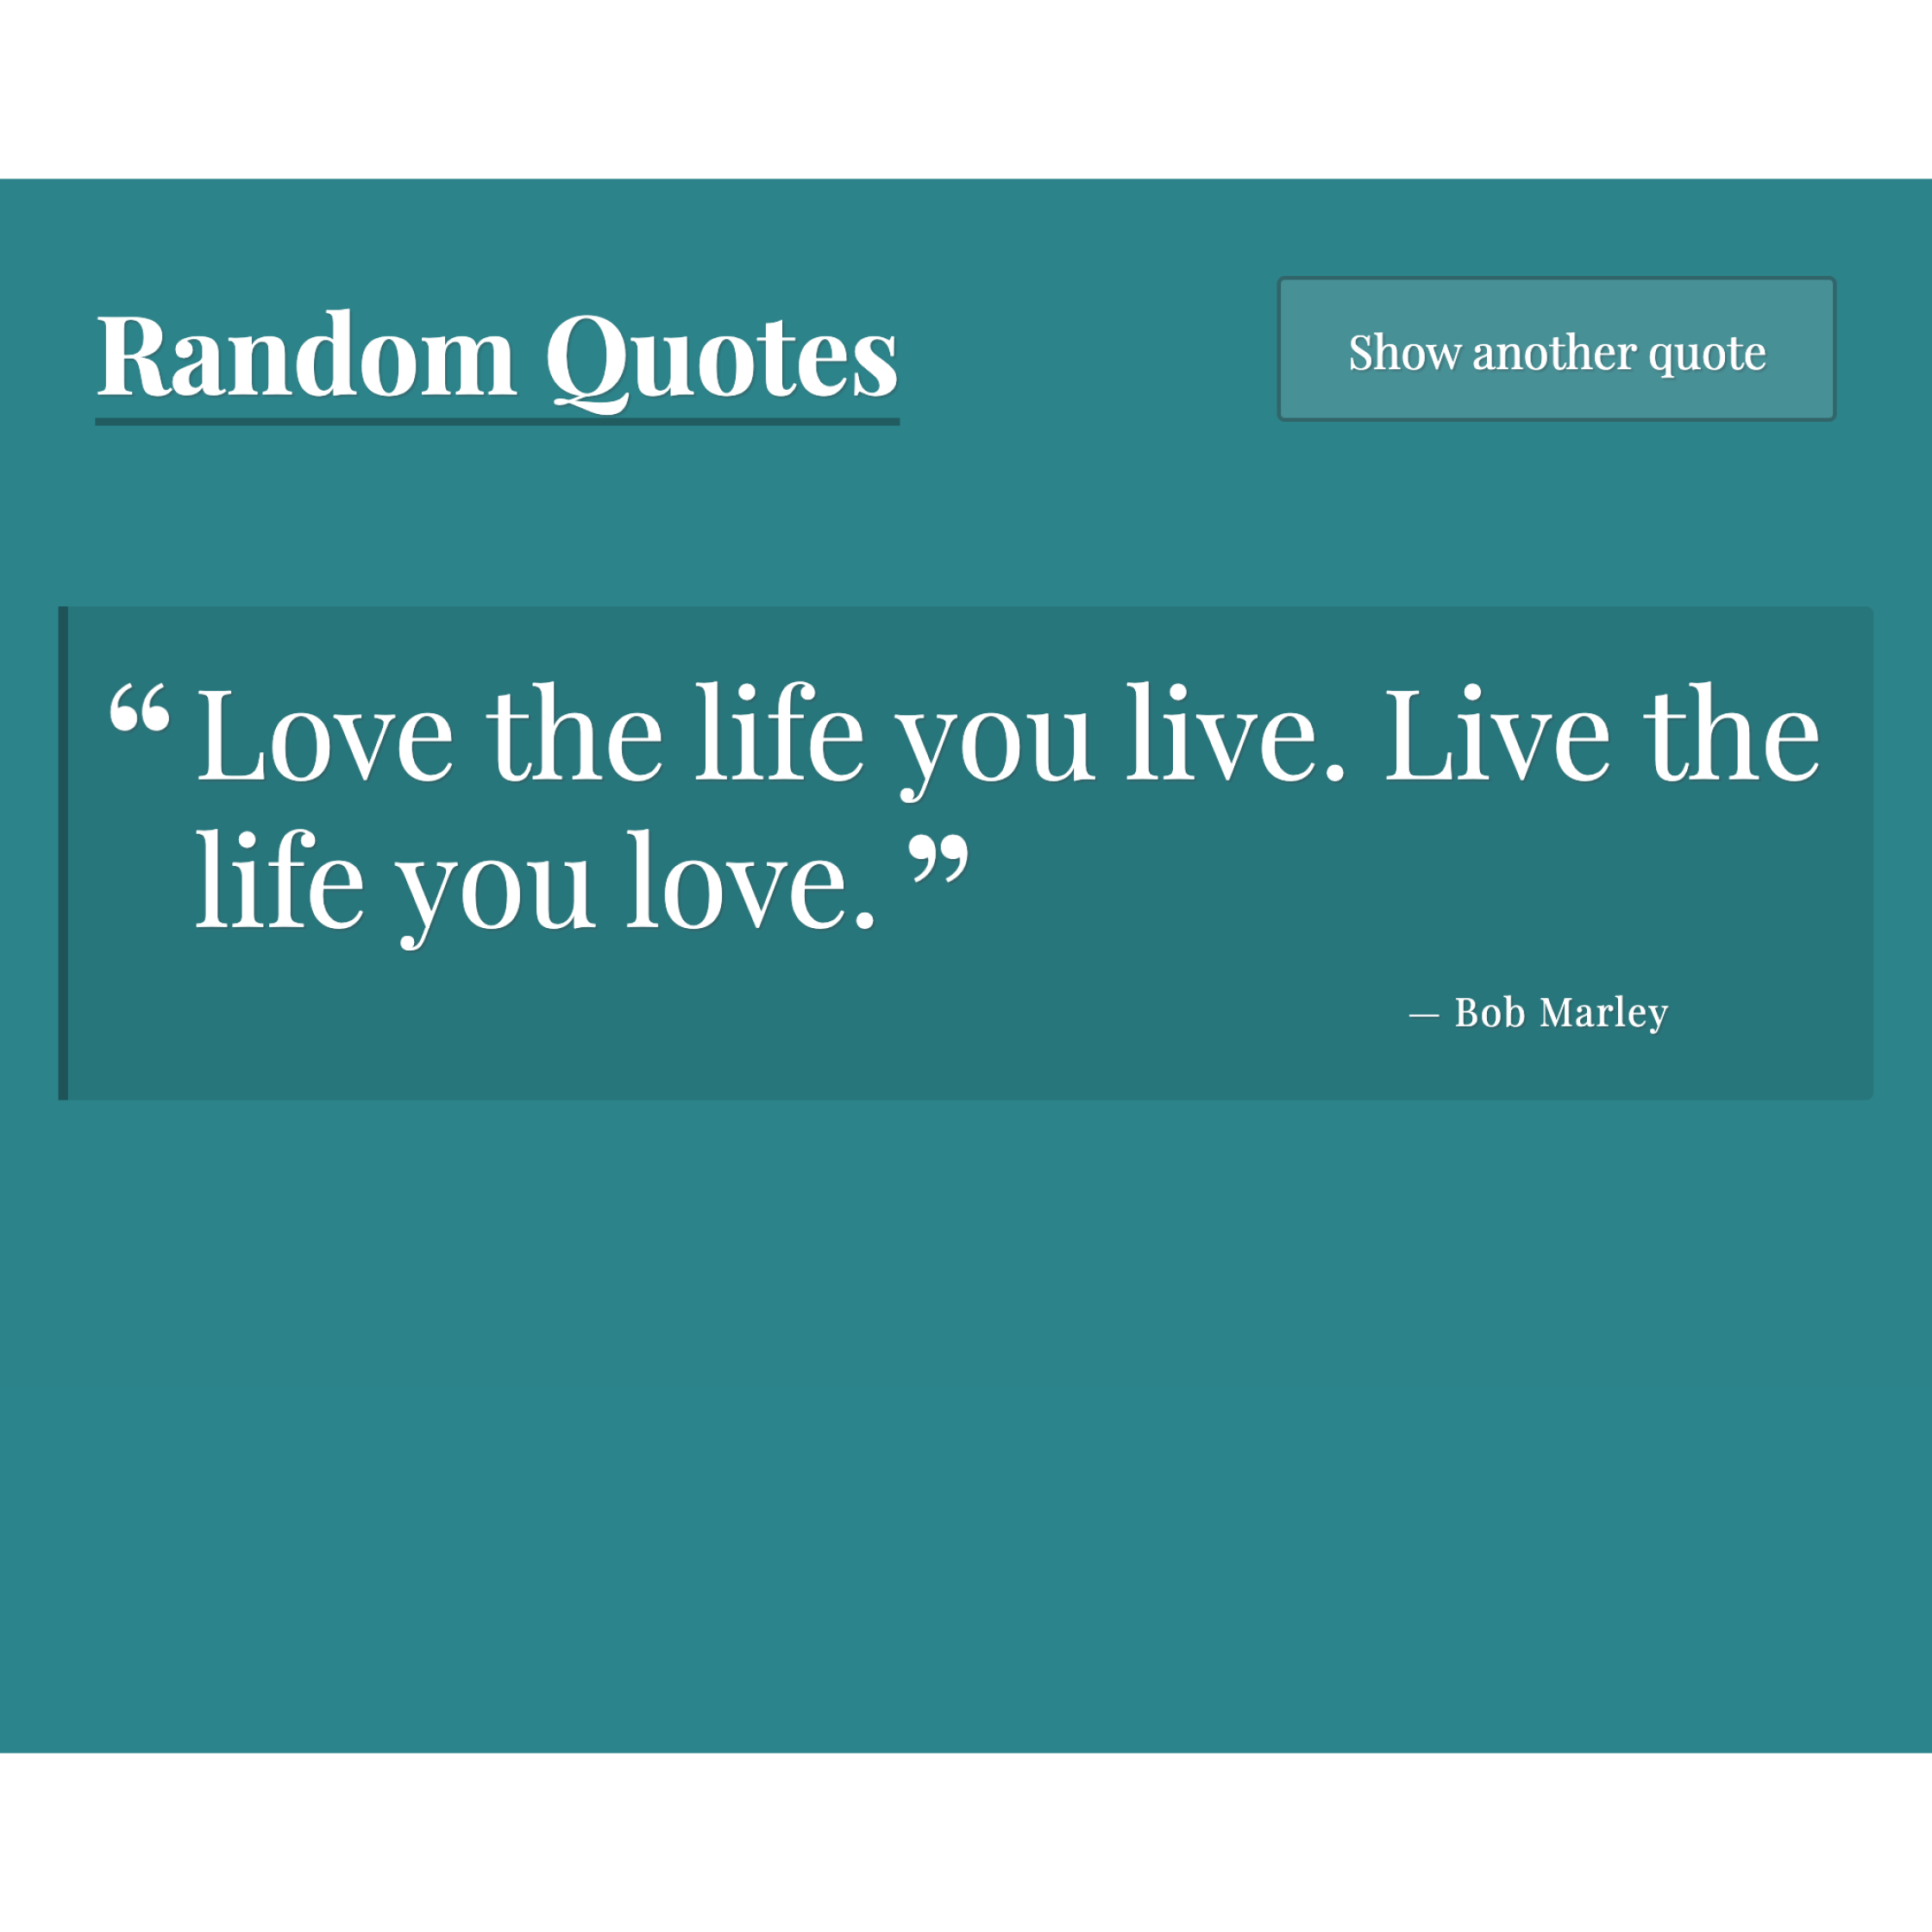 Random Quotes
Show another quote
“Love the life you live. Live the
life you love.”
— Bob Marley